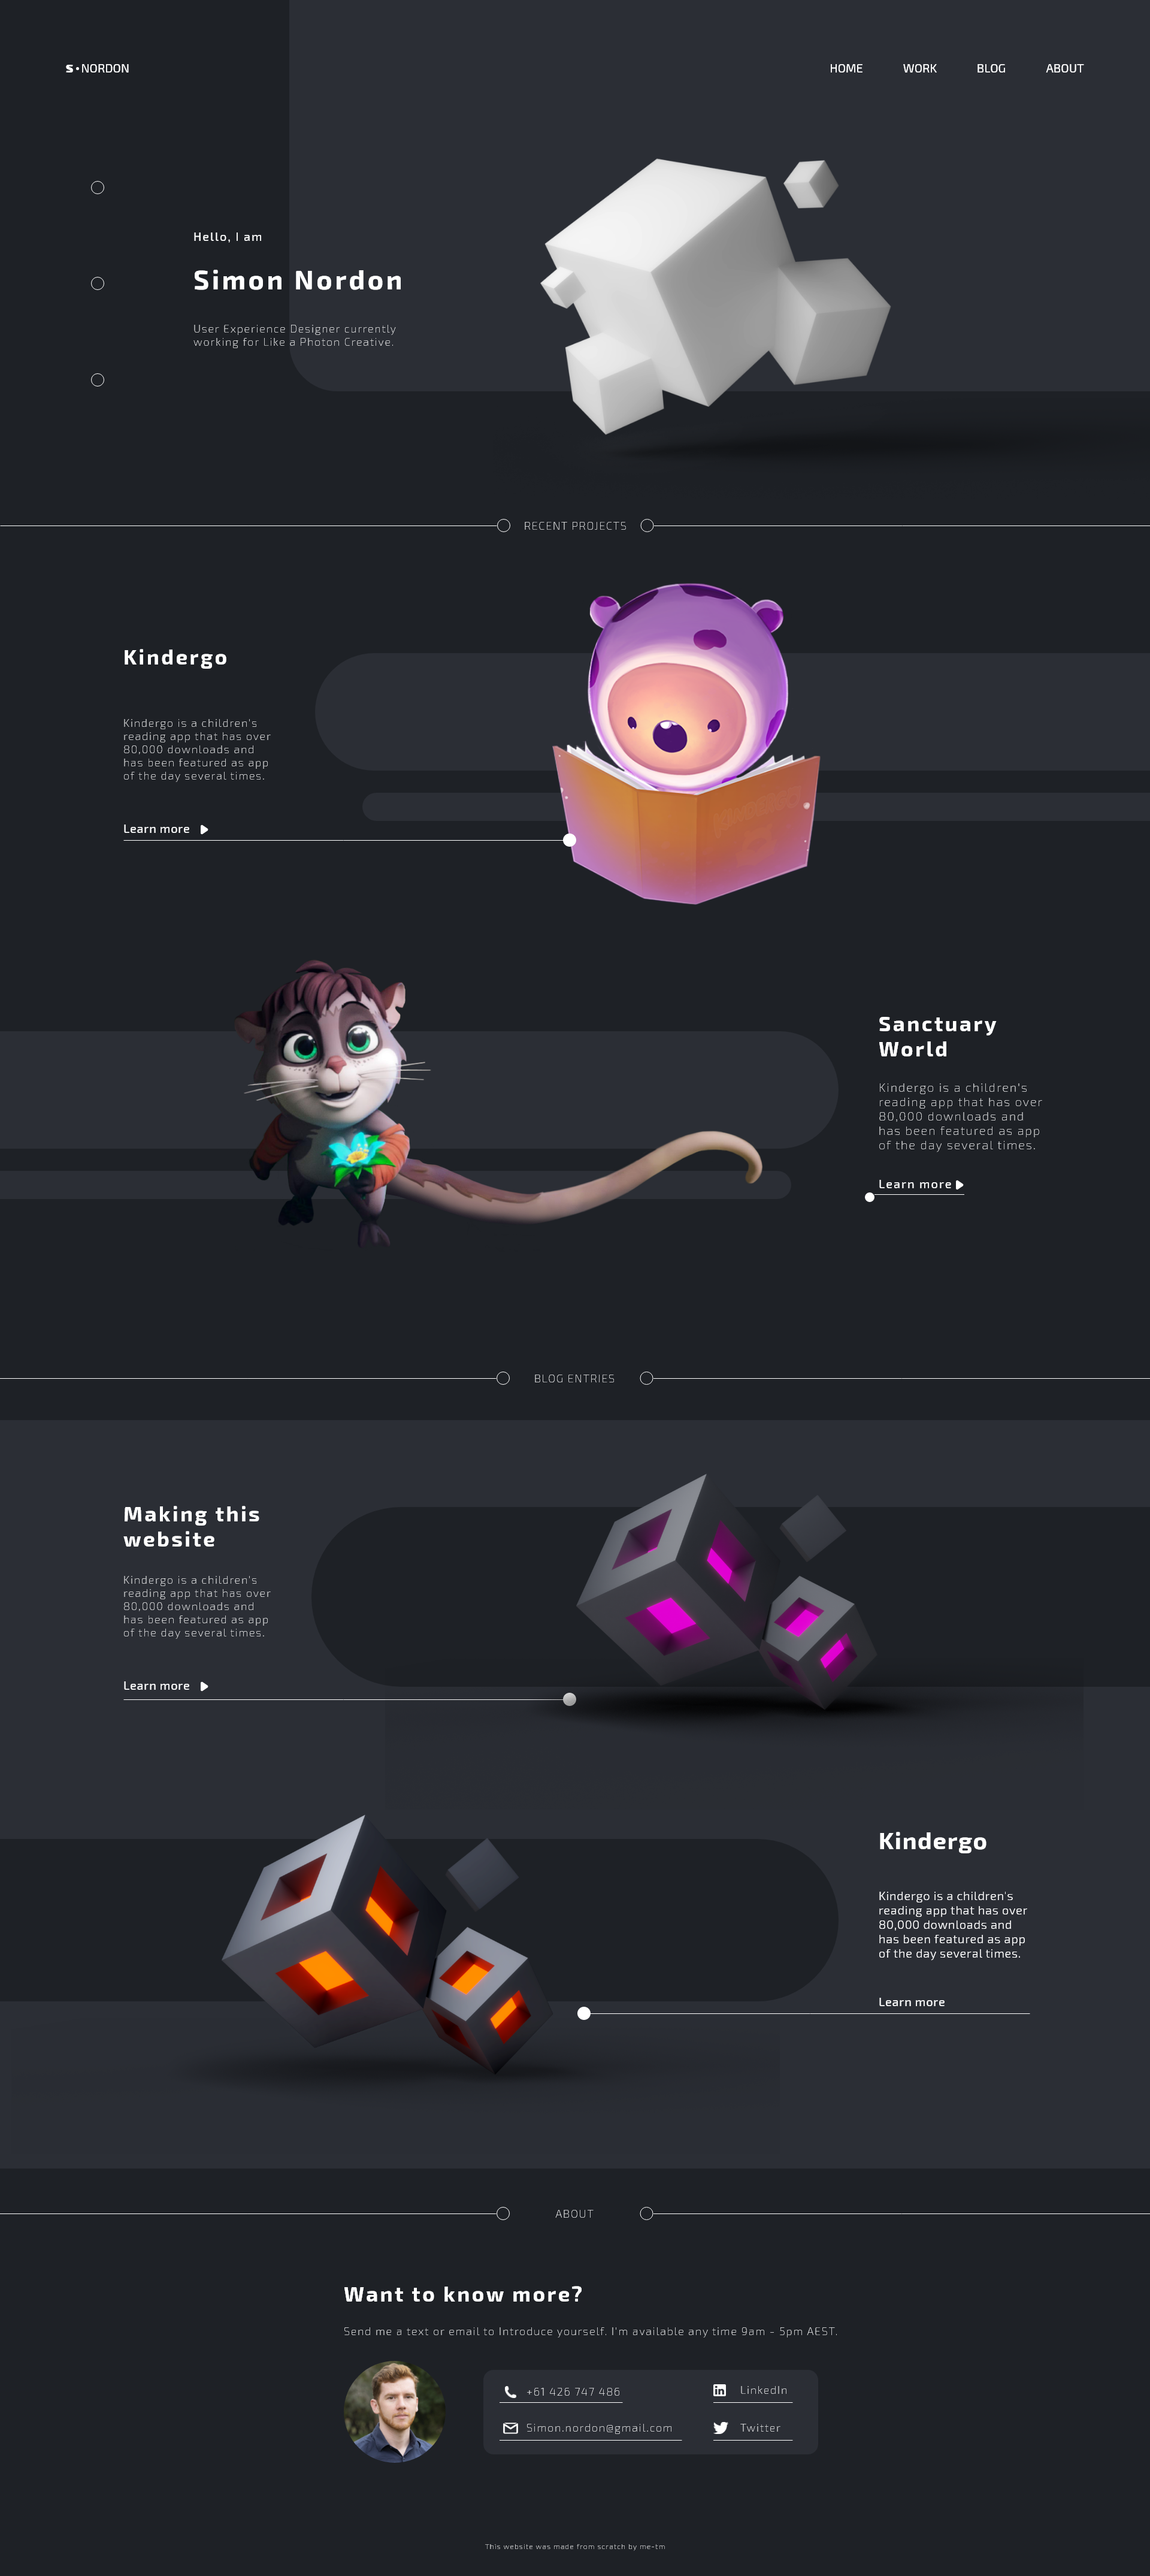 S•NORDON
HOME WORK BLOG ABOUT
Hello, I am
Simon Nordon
User Experience Designer currently
working for Like a Photon Creative.
RECENT PROJECTS
Kindergo
Kindergo is a children's
reading app that has over
80,000 downloads and
has been featured as app
of the day several times.
Learn more
Sanctuary
World
Kindergo is a children's
reading app that has over
80,000 downloads and
has been featured as app
of the day several times.
Learn more
BLOG ENTRIES
Making this
website
Kindergo is a children's
reading app that has over
80,000 downloads and
has been featured as app
of the day several times.
Learn more
Kindergo
Kindergo is a children's
reading app that has over
80,000 downloads and
has been featured as app
of the day several times.
Learn more
ABOUT
Want to know more?
Send me a text or email to Introduce yourself. I'm available any time 9am - 5pm AEST.
+61 426 747 486
LinkedIn
Simon.nordon@gmail.com
Twitter
This website was made from scratch by me-tm